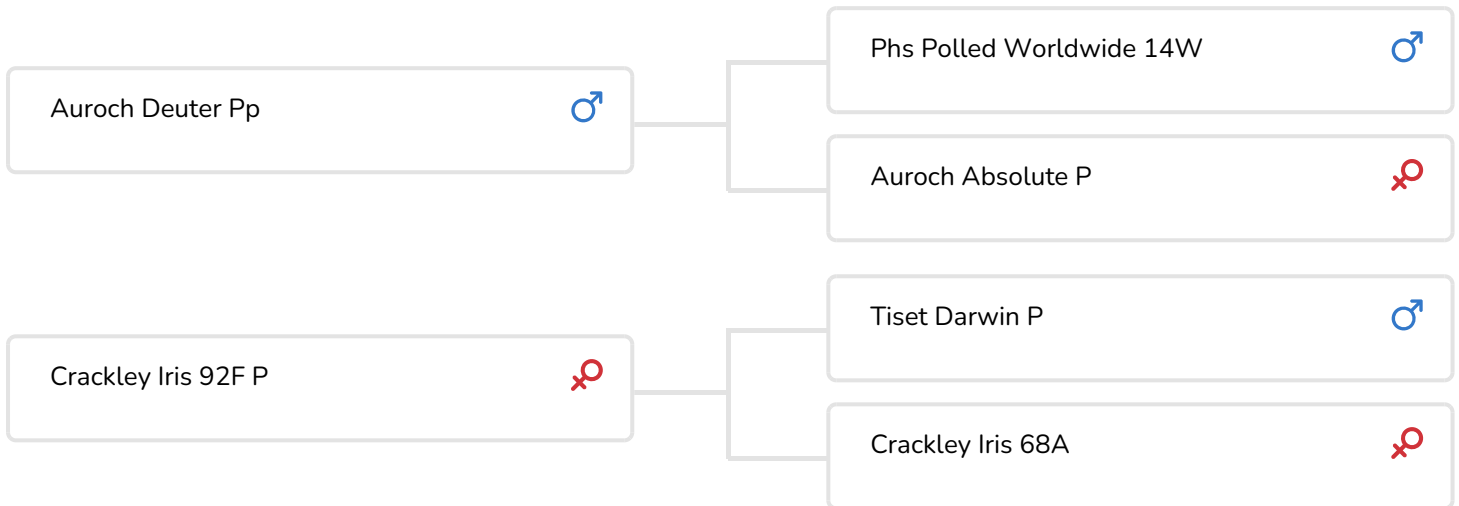 Phs Polled Worldwide 14W
Auroch Deuter Pp
Auroch Absolute P
Tiset Darwin P
Crackley Iris 92F P
Crackley Iris 68A